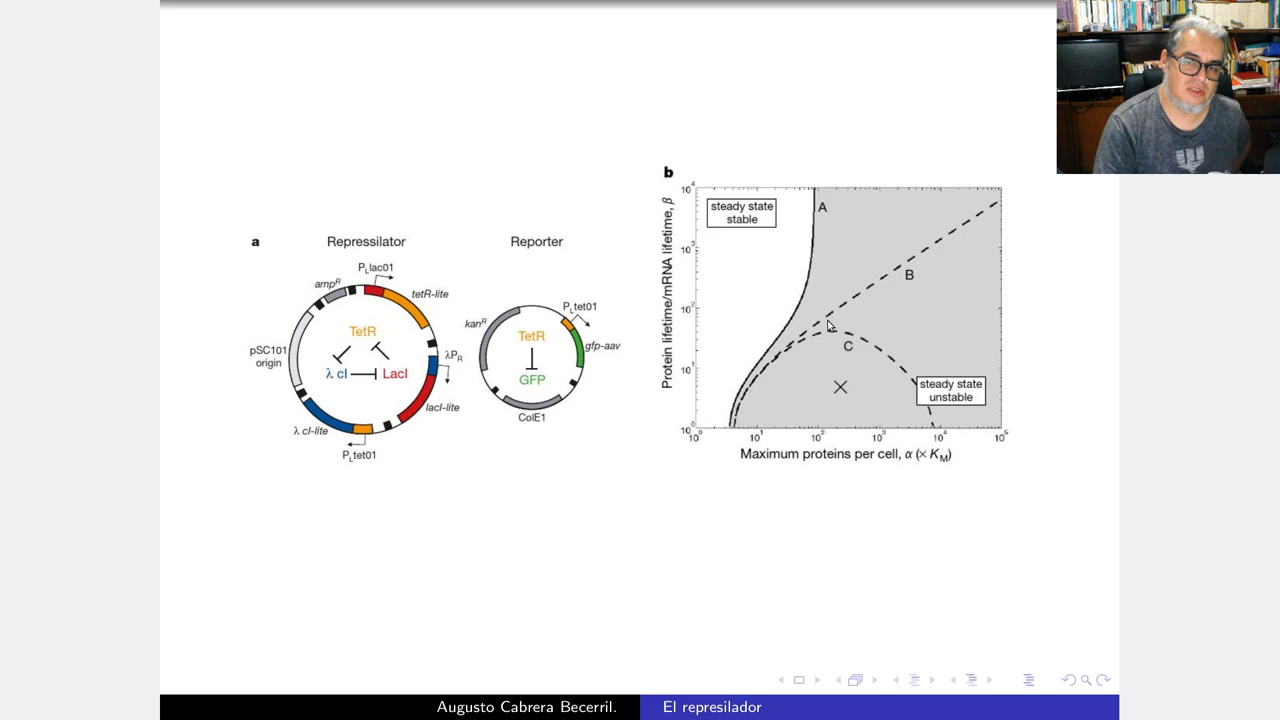 a
Repressilator
Reporter
P_Llac01
amp^R
tetR-lite
TetR
λ cI
LacI
pSC101
origin
λP_R
lacI-lite
λ cI-lite
P_Ltet01
P_Ltet01
kan^R
TetR
GFP
gfp-aav
ColE1
b
Protein lifetime/mRNA lifetime, β
10^4
10^3
10^2
10^1
10^0
steady state
stable
A
B
C
steady state
unstable
10^0
10^1
10^2
10^3
10^4
10^5
Maximum proteins per cell, α (× K_M)
Augusto Cabrera Becerril.
El represilador